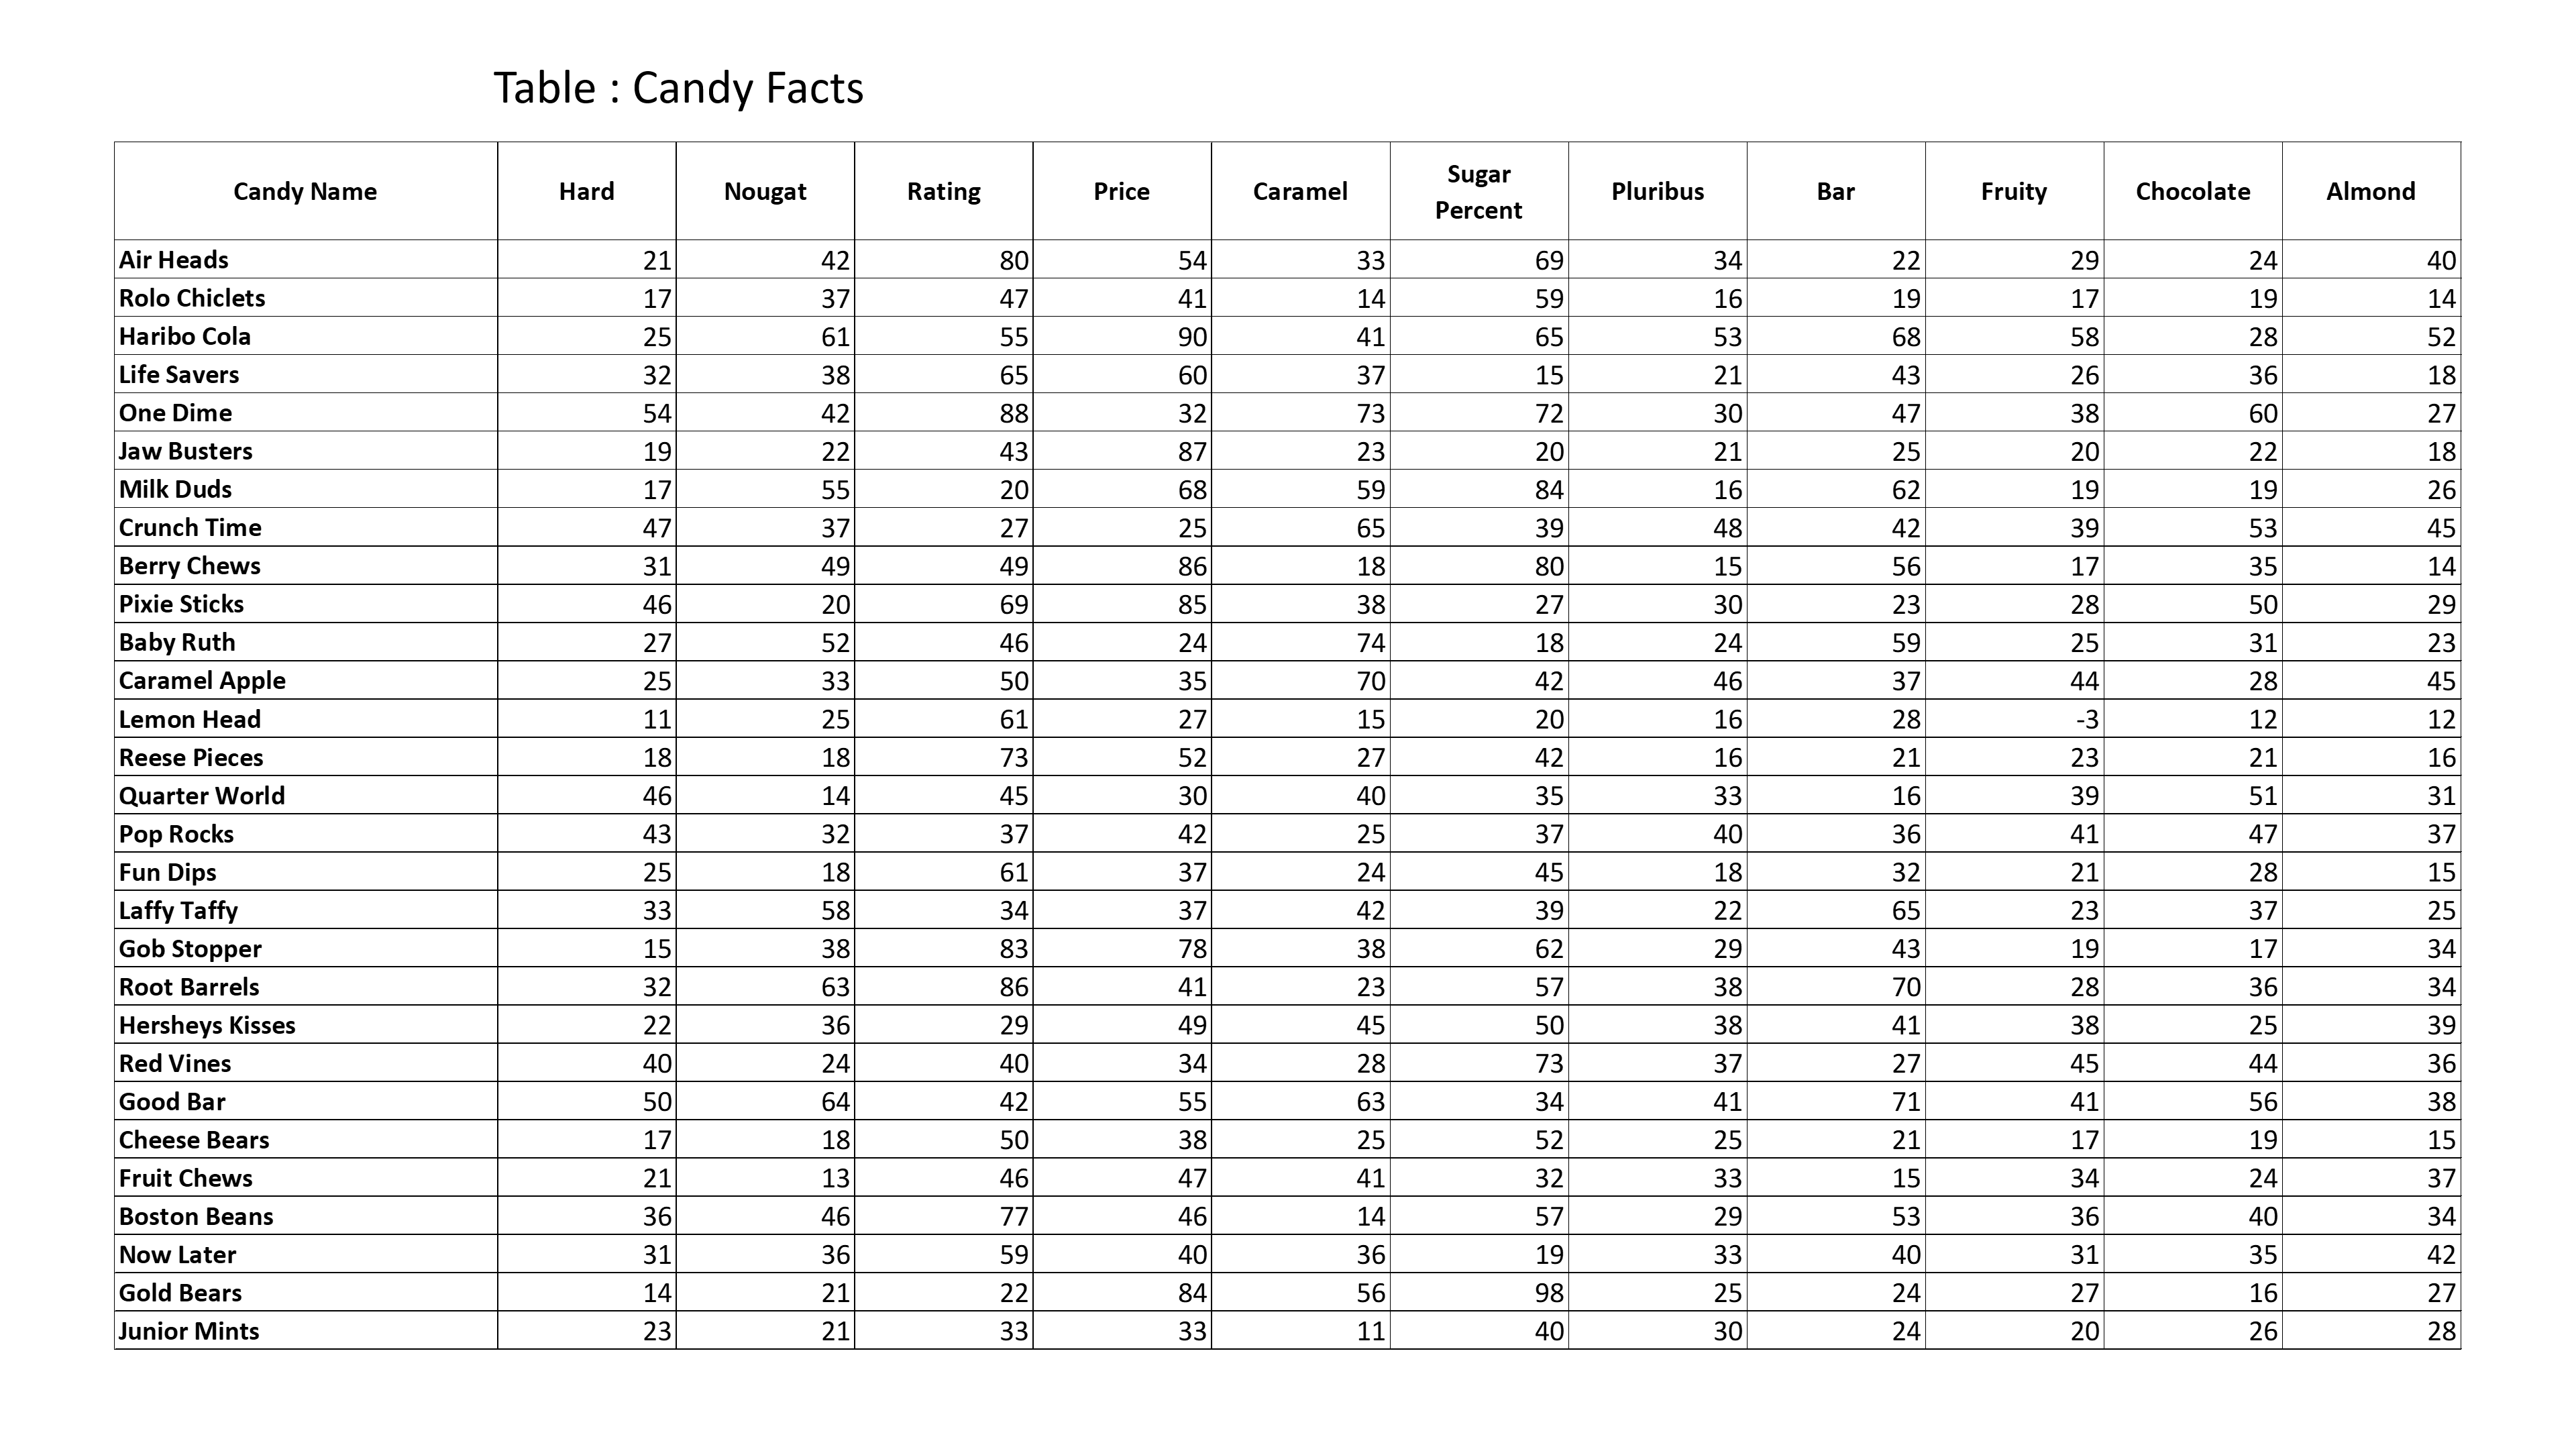 Table : Candy Facts
Candy Name Hard Nougat Rating Price Caramel Sugar Percent Pluribus Bar Fruity Chocolate Almond
Air Heads 21 42 80 54 33 69 34 22 29 24 40
Rolo Chiclets 17 37 47 41 14 59 16 19 17 19 14
Haribo Cola 25 61 55 90 41 65 53 68 58 28 52
Life Savers 32 38 65 60 37 15 21 43 26 36 18
One Dime 54 42 88 32 73 72 30 47 38 60 27
Jaw Busters 19 22 43 87 23 20 21 25 20 22 18
Milk Duds 17 55 20 68 59 84 16 62 19 19 26
Crunch Time 47 37 27 25 65 39 48 42 39 53 45
Berry Chews 31 49 49 86 18 80 15 56 17 35 14
Pixie Sticks 46 20 69 85 38 27 30 23 28 50 29
Baby Ruth 27 52 46 24 74 18 24 59 25 31 23
Caramel Apple 25 33 50 35 70 42 46 37 44 28 45
Lemon Head 11 25 61 27 15 20 16 28 -3 12 12
Reese Pieces 18 18 73 52 27 42 16 21 23 21 16
Quarter World 46 14 45 30 40 35 33 16 39 51 31
Pop Rocks 43 32 37 42 25 37 40 36 41 47 37
Fun Dips 25 18 61 37 24 45 18 32 21 28 15
Laffy Taffy 33 58 34 37 42 39 22 65 23 37 25
Gob Stopper 15 38 83 78 38 62 29 43 19 17 34
Root Barrels 32 63 86 41 23 57 38 70 28 36 34
Hersheys Kisses 22 36 29 49 45 50 38 41 38 25 39
Red Vines 40 24 40 34 28 73 37 27 45 44 36
Good Bar 50 64 42 55 63 34 41 71 41 56 38
Cheese Bears 17 18 50 38 25 52 25 21 17 19 15
Fruit Chews 21 13 46 47 41 32 33 15 34 24 37
Boston Beans 36 46 77 46 14 57 29 53 36 40 34
Now Later 31 36 59 40 36 19 33 40 31 35 42
Gold Bears 14 21 22 84 56 98 25 24 27 16 27
Junior Mints 23 21 33 33 11 40 30 24 20 26 28